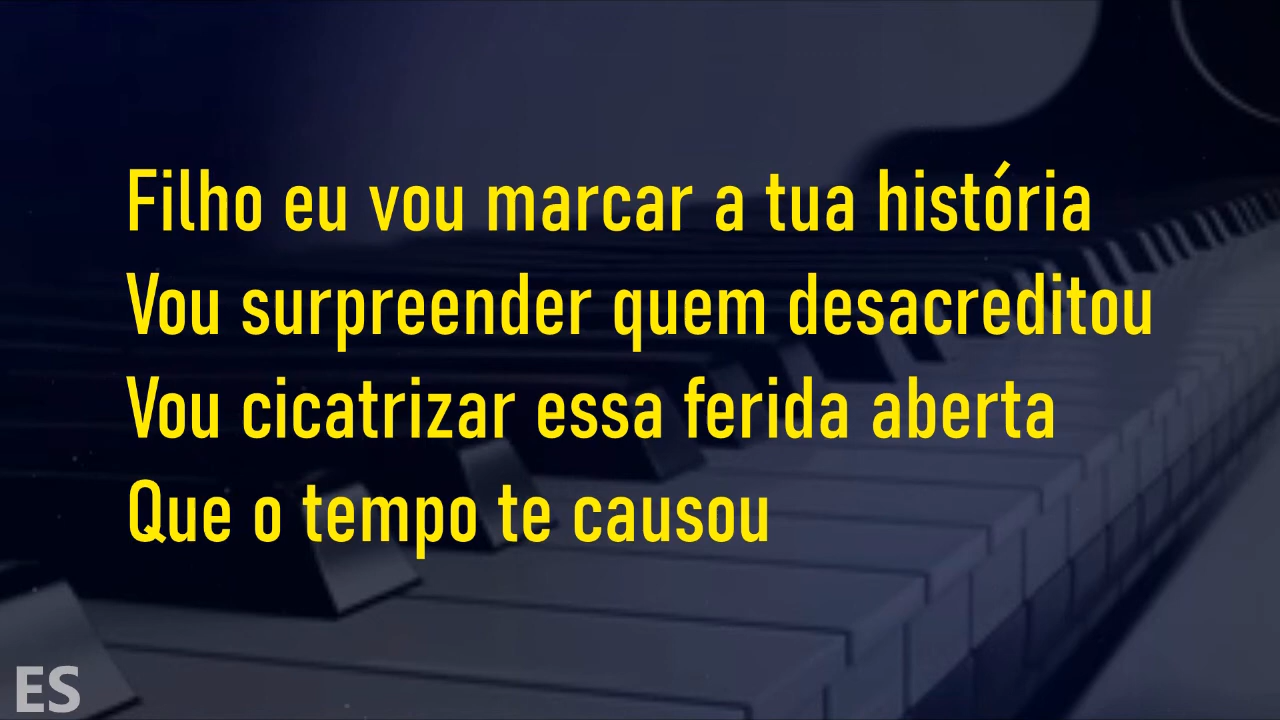 Filho eu vou marcar a tua história
Vou surpreender quem desacreditou
Vou cicatrizar essa ferida aberta
Que o tempo te causou
ES